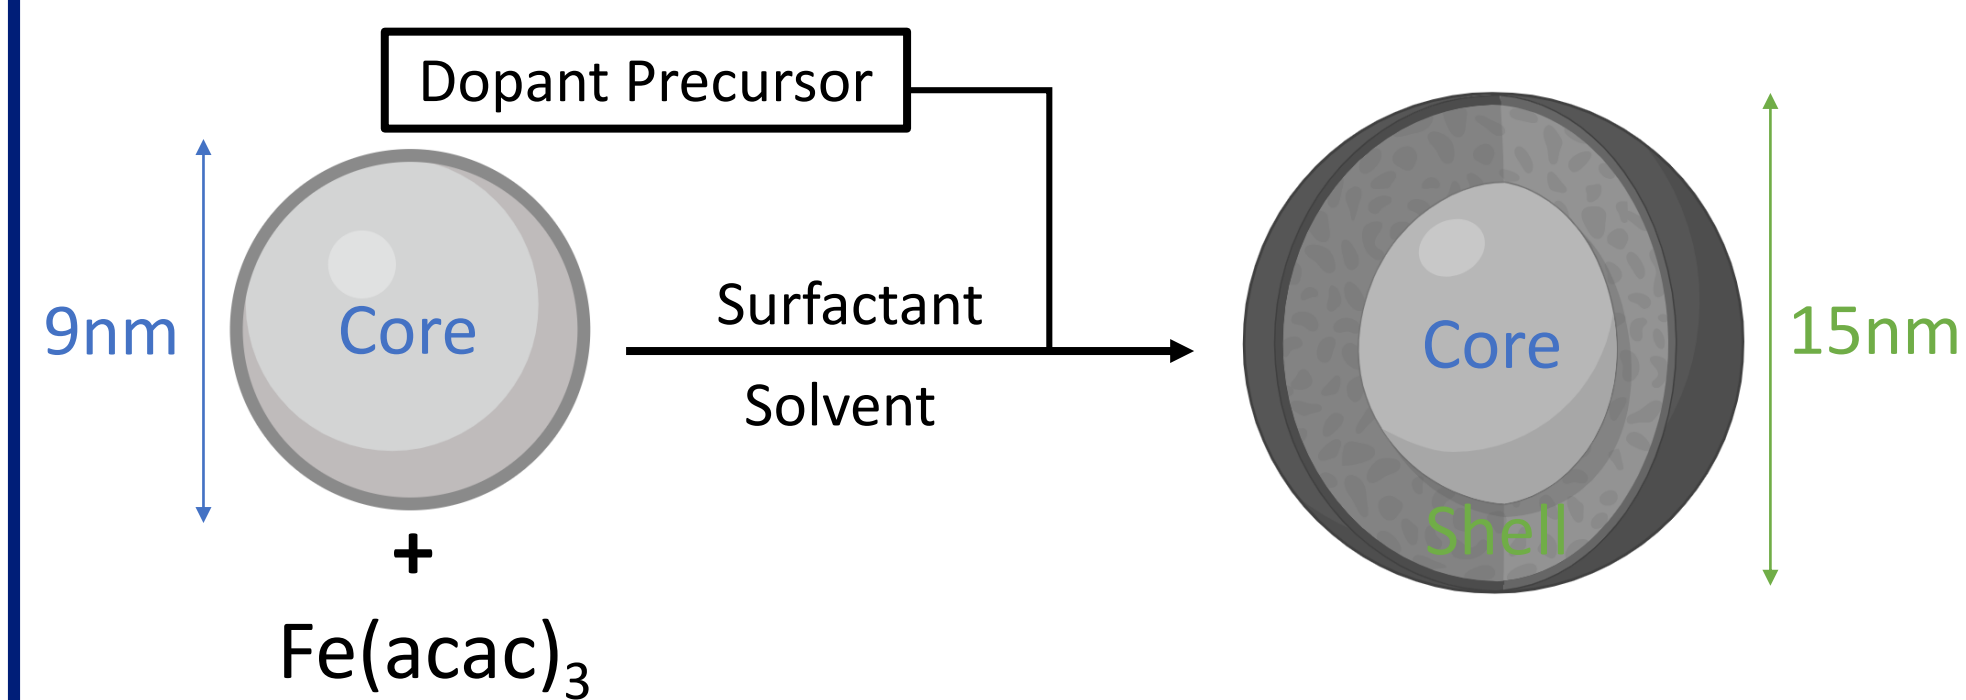 Dopant Precursor
9nm
Core
Surfactant
Solvent
+
Fe(acac)₃
Core
Shell
15nm